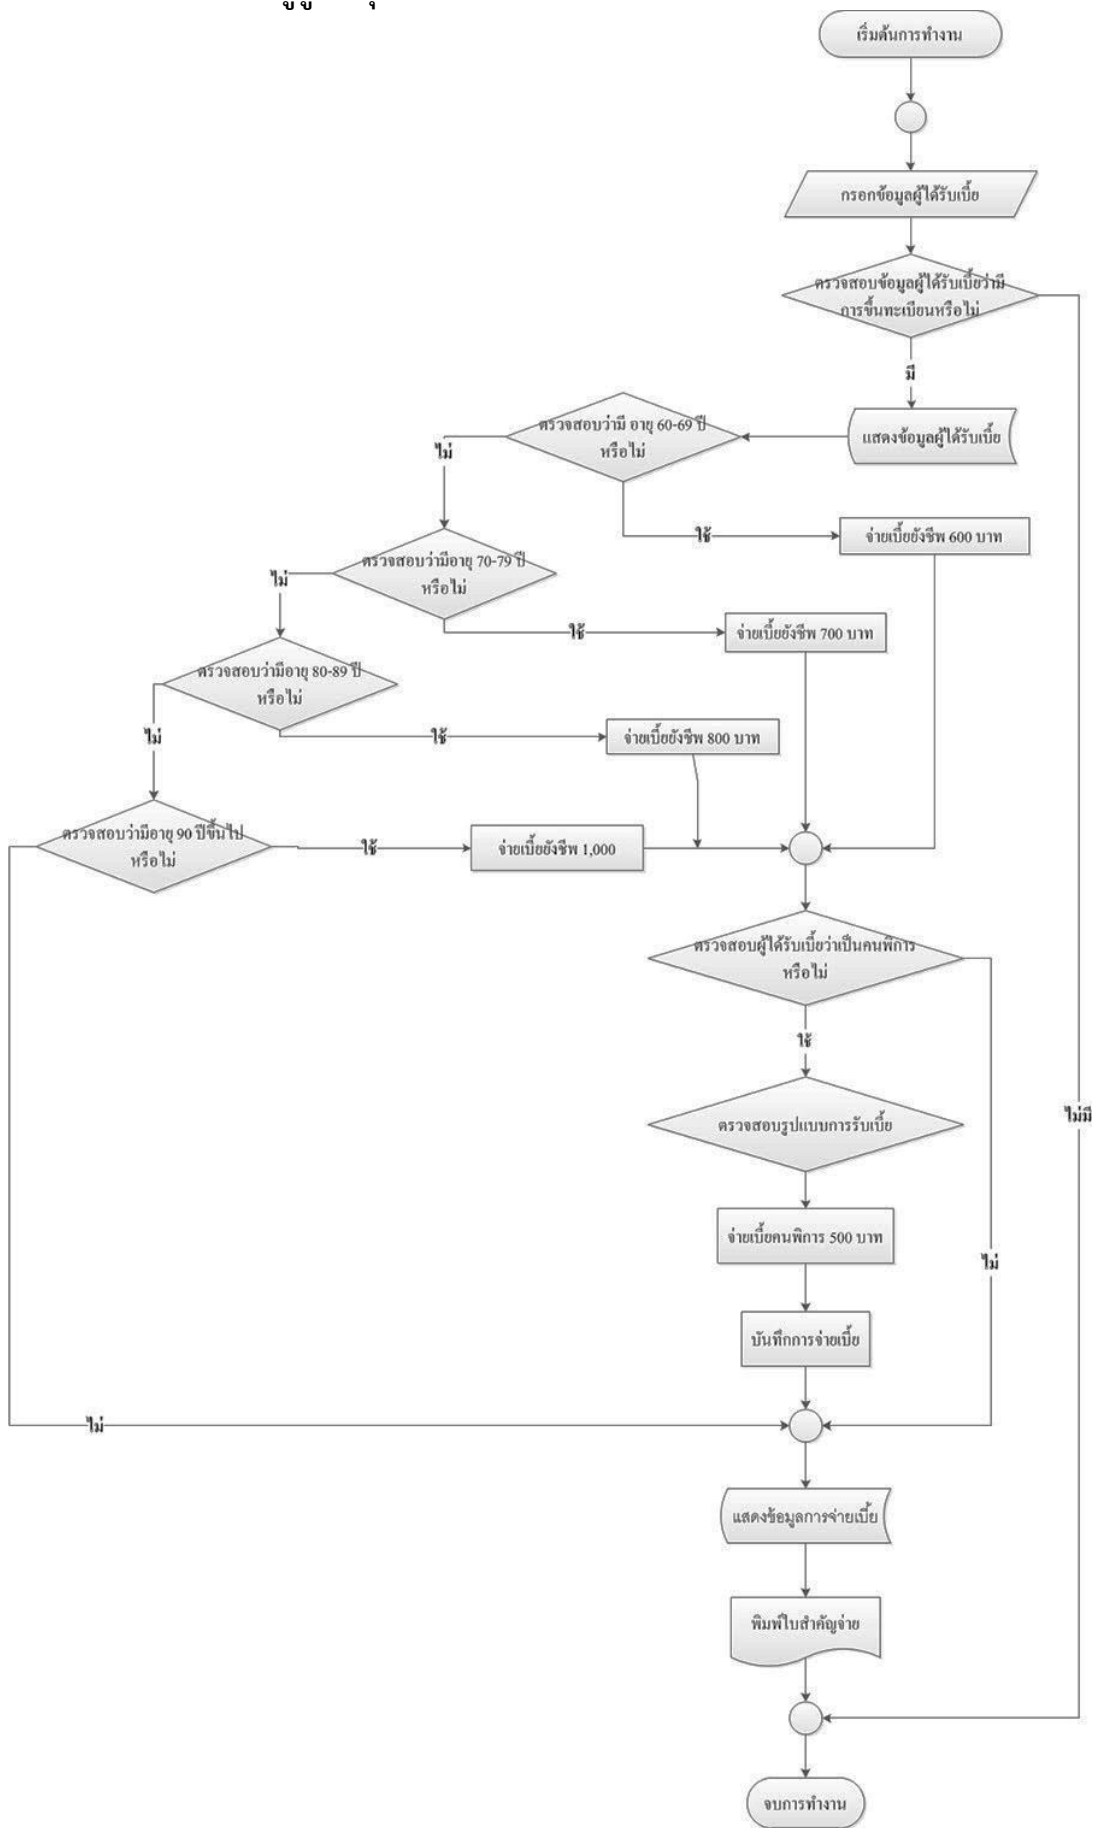 เริ่มต้นการทำงาน
กรอกข้อมูลผู้ได้รับเบี้ย
ตรวจสอบข้อมูลผู้ได้รับเบี้ยว่ามี
การขึ้นทะเบียนหรือไม่
มี
แสดงข้อมูลผู้ได้รับเบี้ย
ตรวจสอบว่ามี อายุ 60-69 ปี
หรือไม่
ไม่
ใช้
จ่ายเบี้ยยังชีพ 600 บาท
ตรวจสอบว่ามีอายุ 70-79 ปี
หรือไม่
ไม่
ใช้
จ่ายเบี้ยยังชีพ 700 บาท
ตรวจสอบว่ามีอายุ 80-89 ปี
หรือไม่
ไม่
ใช้
จ่ายเบี้ยยังชีพ 800 บาท
ตรวจสอบว่ามีอายุ 90 ปีขึ้นไป
หรือไม่
ใช้
จ่ายเบี้ยยังชีพ 1,000
ตรวจสอบผู้ได้รับเบี้ยว่าเป็นคนพิการ
หรือไม่
ใช้
ตรวจสอบรูปแบบการรับเบี้ย
ไม่มี
จ่ายเบี้ยคนพิการ 500 บาท
ไม่
บันทึกการจ่ายเบี้ย
ไม่
แสดงข้อมูลการจ่ายเบี้ย
พิมพ์ใบสำคัญจ่าย
จบการทำงาน